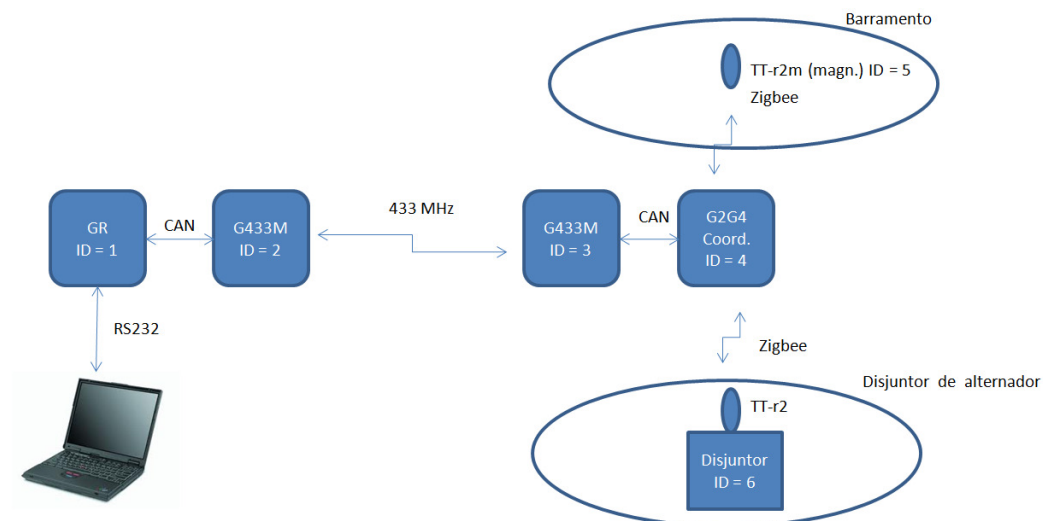 Barramento
TT-r2m (magn.) ID = 5
Zigbee
GR
ID = 1
CAN
G433M
ID = 2
433 MHz
G433M
ID = 3
CAN
G2G4
Coord.
ID = 4
RS232
Zigbee
Disjuntor de alternador
TT-r2
Disjuntor
ID = 6